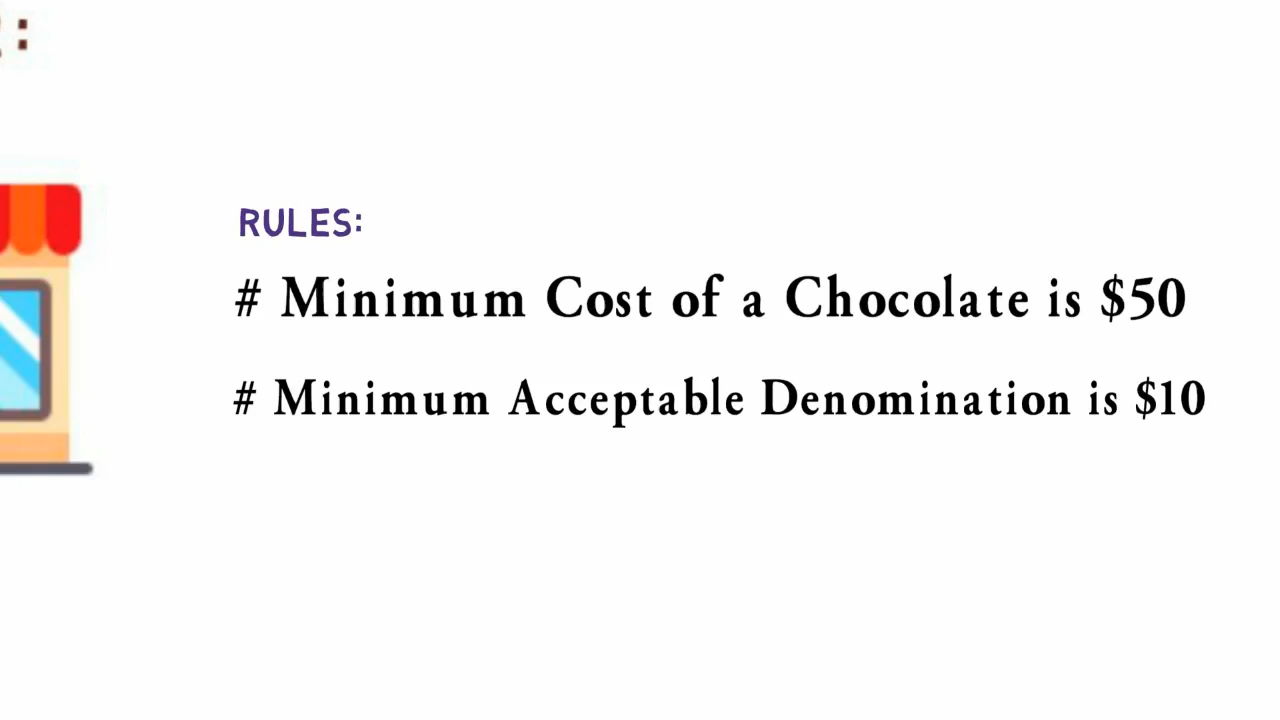 RULES:
# Minimum Cost of a Chocolate is $50
# Minimum Acceptable Denomination is $10